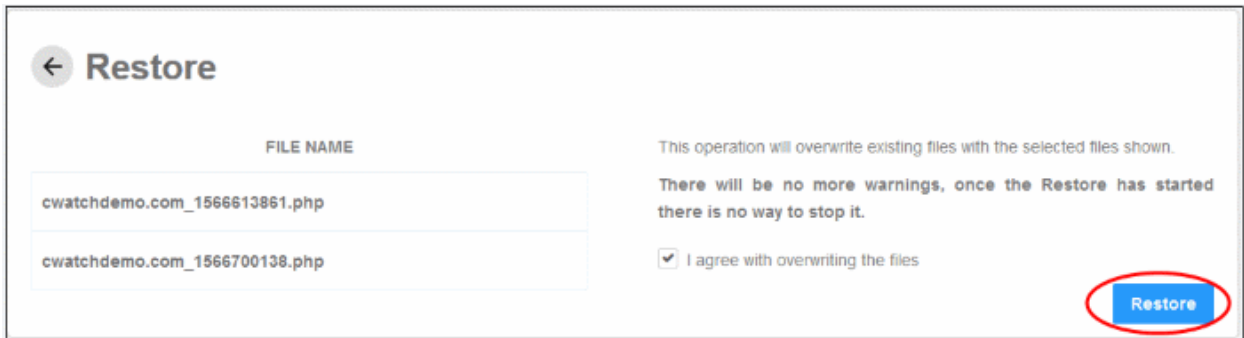 Restore
FILE NAME
cwatchdemo.com_1566613861.php
cwatchdemo.com_1566700138.php
This operation will overwrite existing files with the selected files shown.
There will be no more warnings, once the Restore has started
there is no way to stop it.
I agree with overwriting the files
Restore